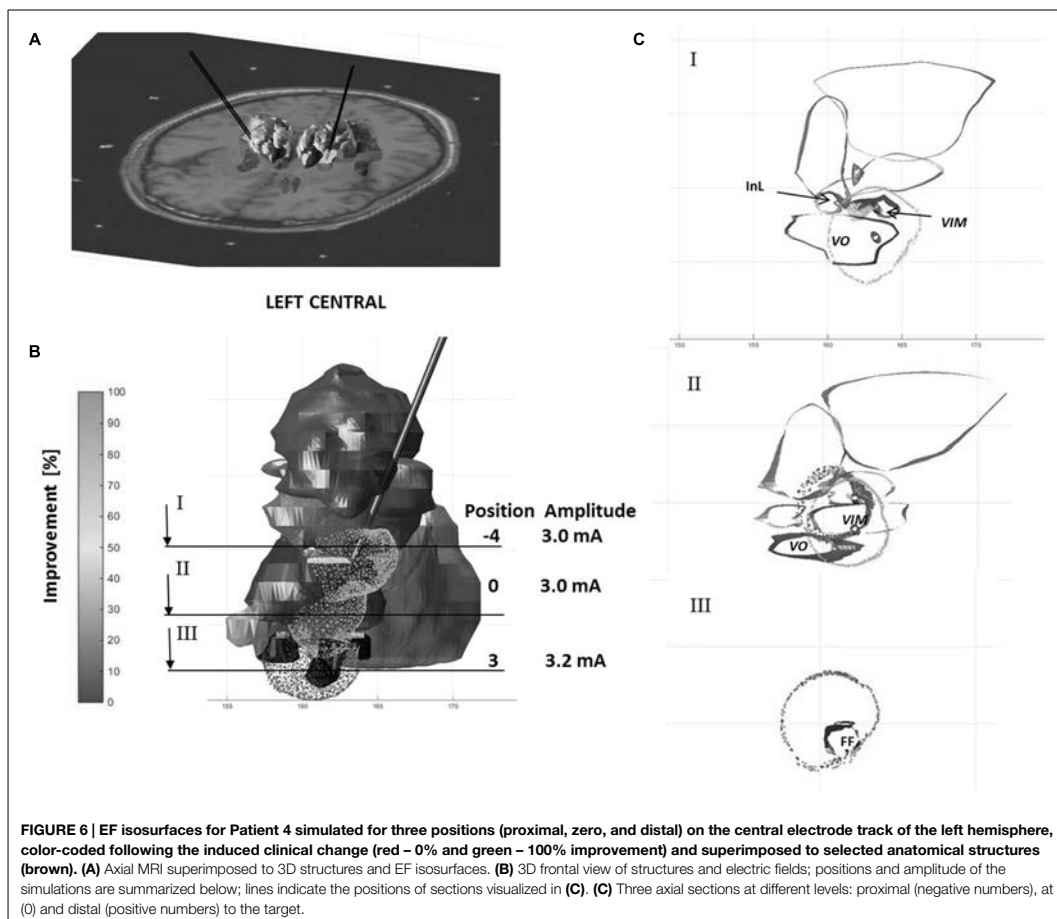 A
LEFT CENTRAL
B
Improvement [%]
100
90
80
70
60
50
40
30
20
10
0
I
II
III
Position Amplitude
-4 3.0 mA
0 3.0 mA
3 3.2 mA
155 160 165 170
C
I
InL
VIM
VO
150 155 160 165 170
II
VIM
VO
III
FF
FIGURE 6 | EF isosurfaces for Patient 4 simulated for three positions (proximal, zero, and distal) on the central electrode track of the left hemisphere,
color-coded following the induced clinical change (red – 0% and green – 100% improvement) and superimposed to selected anatomical structures
(brown). (A) Axial MRI superimposed to 3D structures and EF isosurfaces. (B) 3D frontal view of structures and electric fields; positions and amplitude of the
simulations are summarized below; lines indicate the positions of sections visualized in (C). (C) Three axial sections at different levels: proximal (negative numbers), at
(0) and distal (positive numbers) to the target.